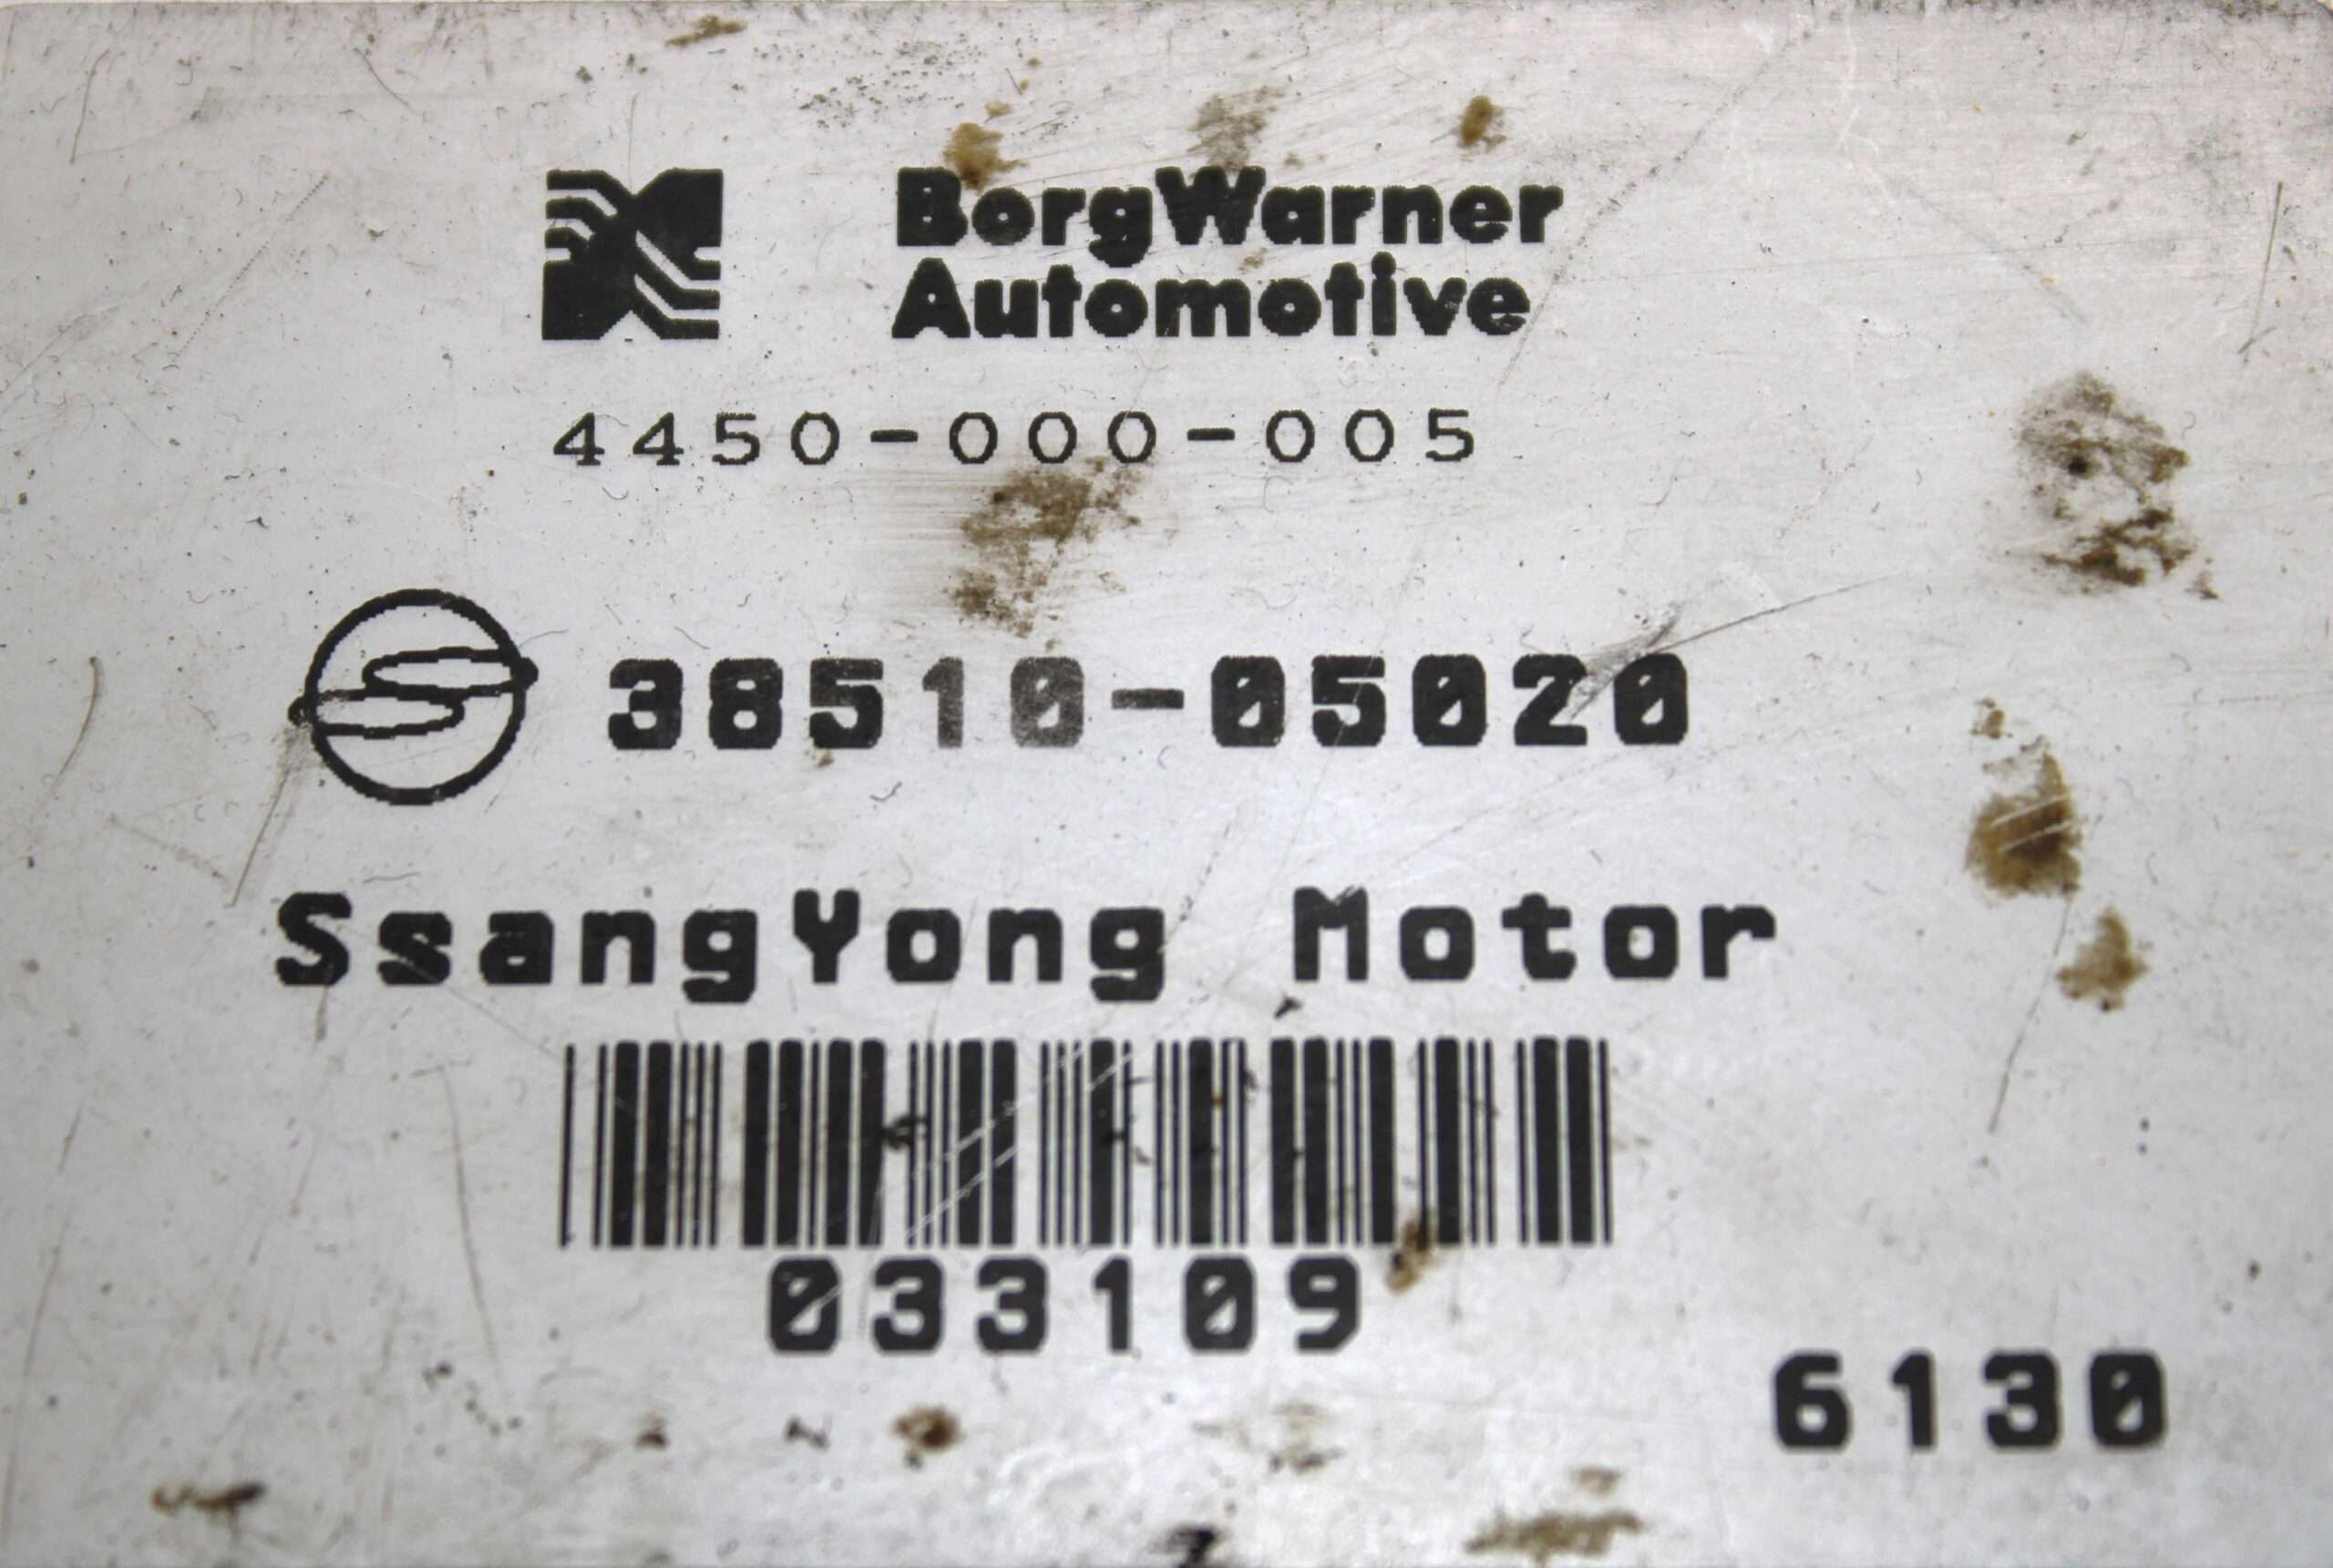 BorgWarner
Automotive
4450-000-005
38510-05020
SsangYong Motor
033109
6130